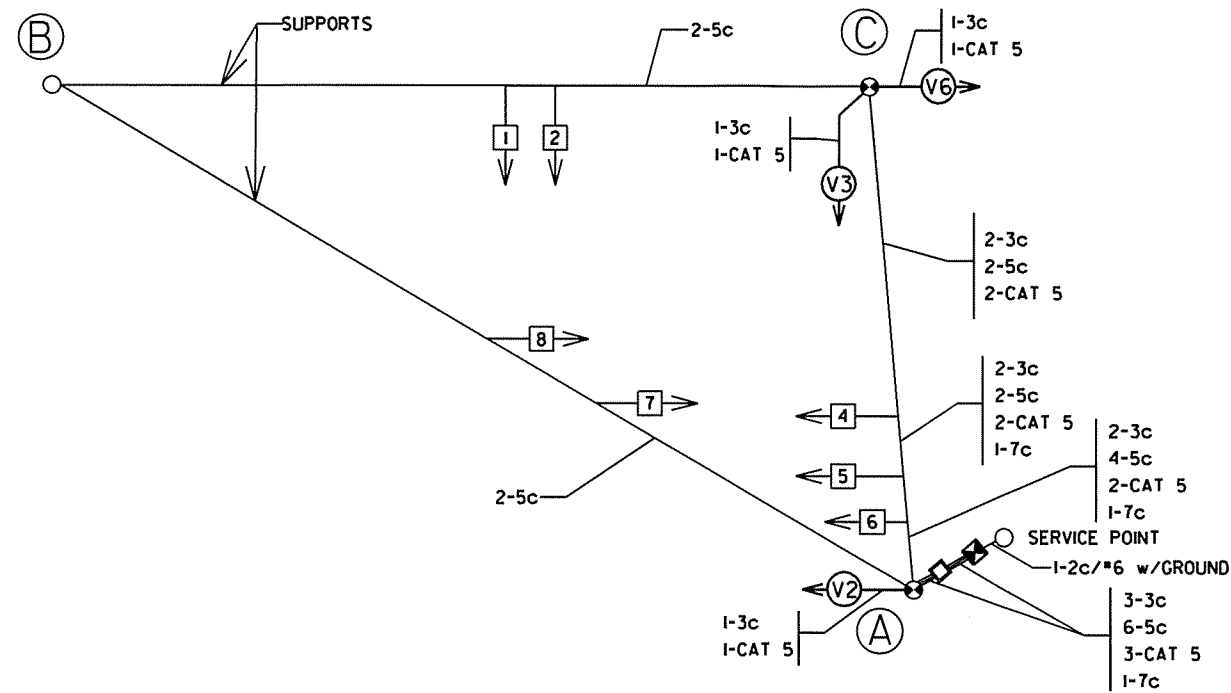 B
SUPPORTS
2-5c
C
1-3c
1-CAT 5
V6
1
2
1-3c
1-CAT 5
V3
2-3c
2-5c
2-CAT 5
8
7
2-3c
2-5c
2-CAT 5
1-7c
4
5
6
2-3c
4-5c
2-CAT 5
1-7c
2-5c
SERVICE POINT
1-2c/#6 w/GROUND
V2
A
1-3c
1-CAT 5
3-3c
6-5c
3-CAT 5
1-7c